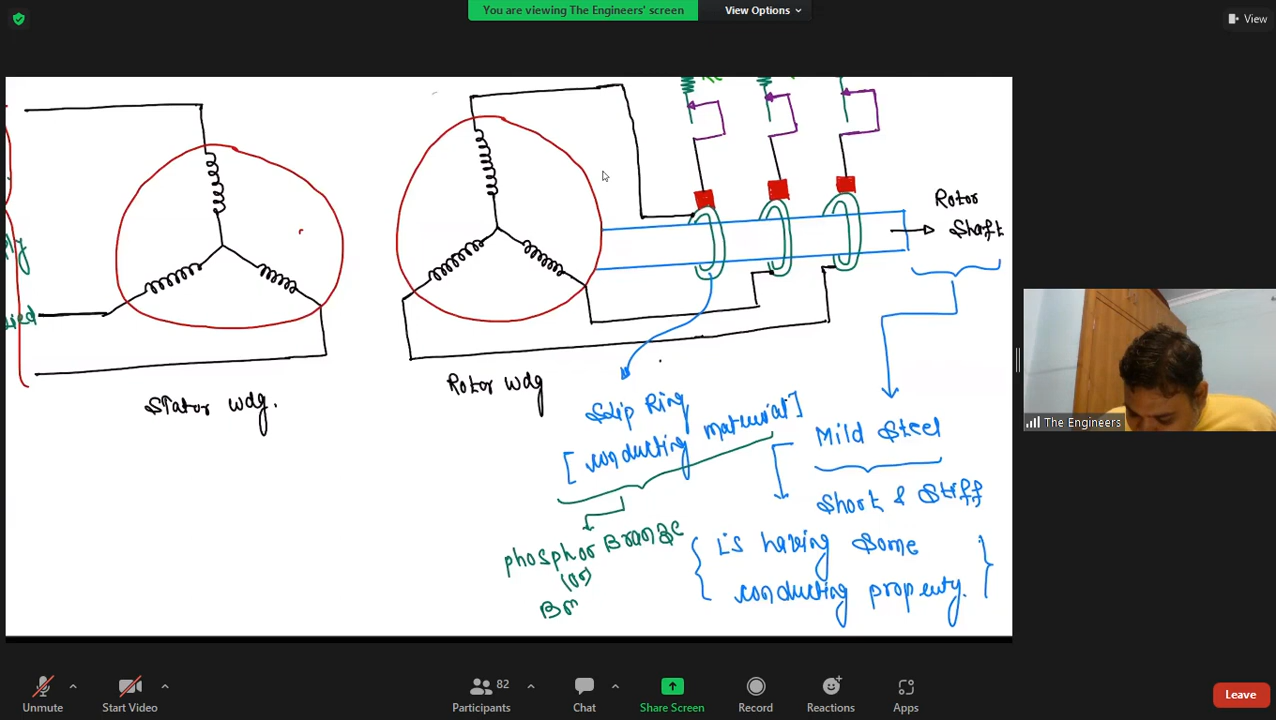 You are viewing The Engineers' screen
View Options
View
Rotor
Shaft
Stator wdg.
Rotor wdg
Slip Ring
[conducting material]
Mild Steel
Short & Stiff
phosphor Bronze
(or)
is having Some
conducting property.
The Engineers
Unmute
Start Video
82
Participants
Chat
Share Screen
Record
Reactions
Apps
Leave